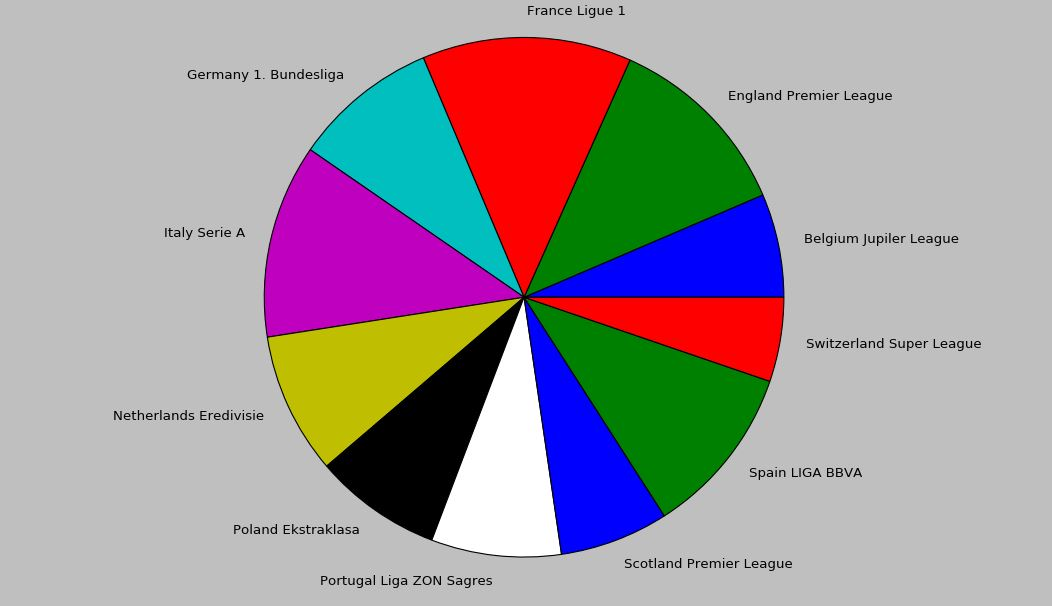 France Ligue 1
Germany 1. Bundesliga
England Premier League
Italy Serie A
Belgium Jupiler League
Switzerland Super League
Netherlands Eredivisie
Spain LIGA BBVA
Poland Ekstraklasa
Scotland Premier League
Portugal Liga ZON Sagres